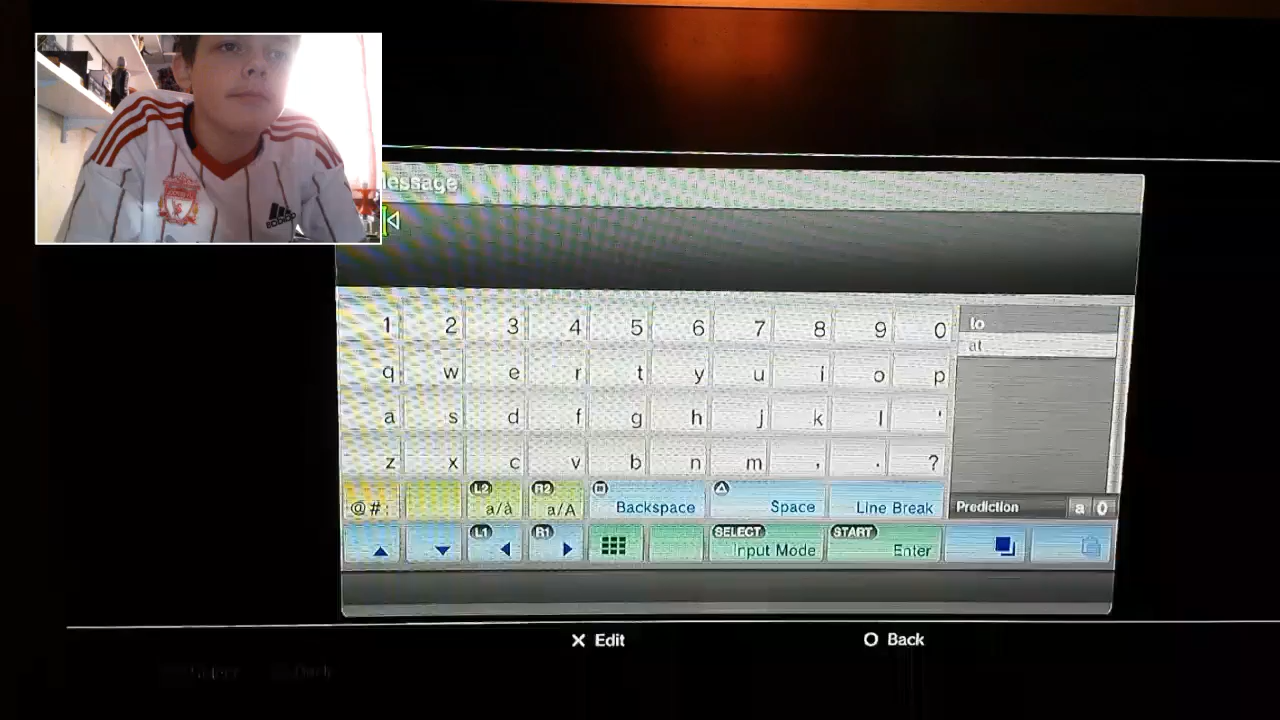 essage
1 2 3 4 5 6 7 8 9 0
q w e r t y u i o p
a s d f g h j k l '
z x c v b n m , . ?
to
at
@#: L2 a/à R2 a/A Backspace Space Line Break
Prediction a 0
L1 R1 SELECT Input Mode START Enter
X Edit O Back